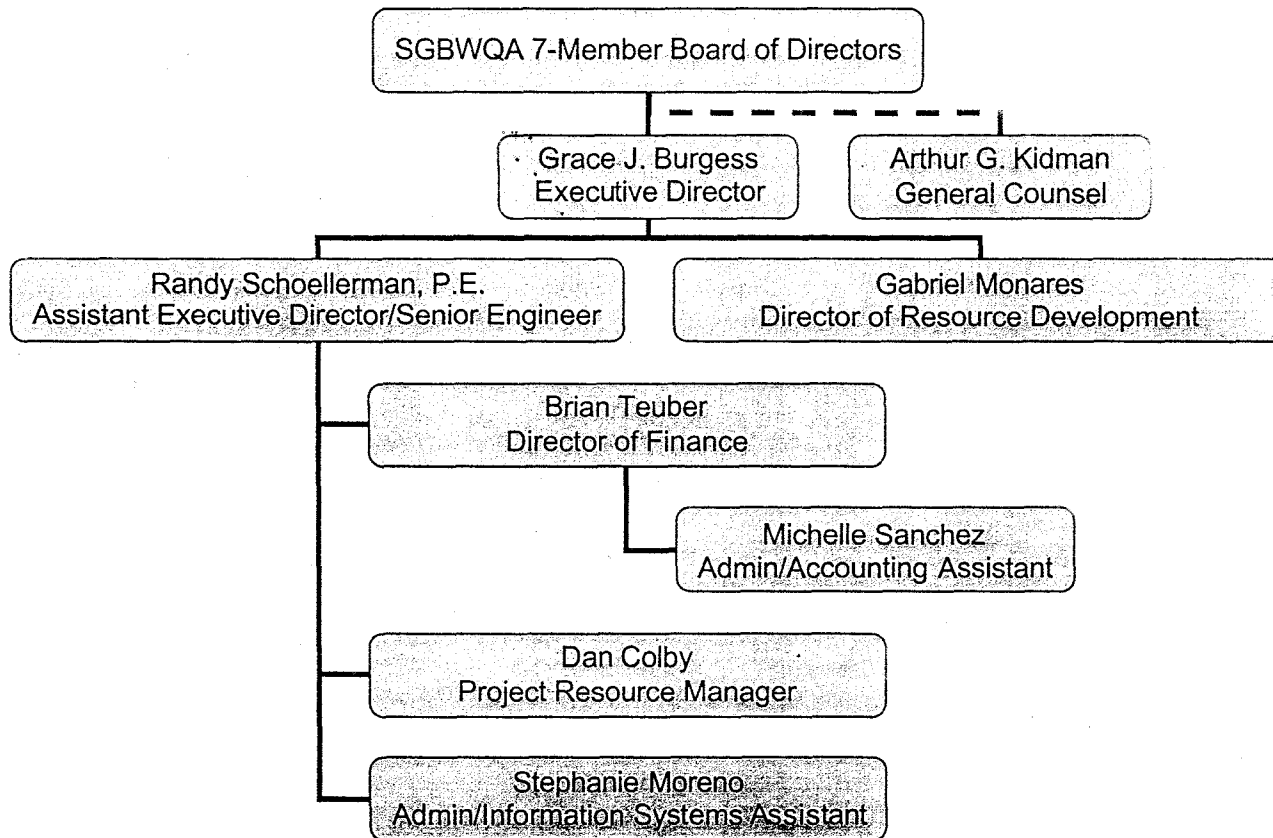 SGBWQA 7-Member Board of Directors
Grace J. Burgess
Executive Director
Arthur G. Kidman
General Counsel
Randy Schoellerman, P.E.
Assistant Executive Director/Senior Engineer
Gabriel Monares
Director of Resource Development
Brian Teuber
Director of Finance
Michelle Sanchez
Admin/Accounting Assistant
Dan Colby
Project Resource Manager
Stephanie Moreno
Admin/Information Systems Assistant